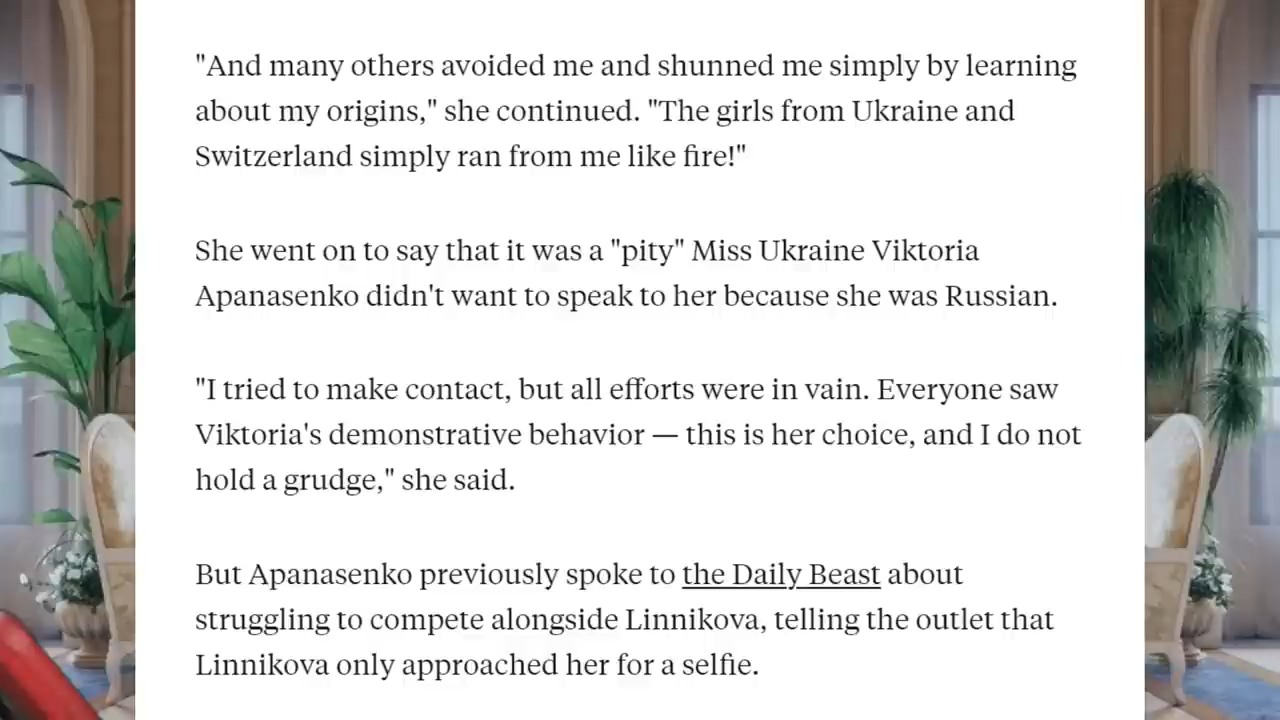 "And many others avoided me and shunned me simply by learning
about my origins," she continued. "The girls from Ukraine and
Switzerland simply ran from me like fire!"
She went on to say that it was a "pity" Miss Ukraine Viktoria
Apanasenko didn't want to speak to her because she was Russian.
"I tried to make contact, but all efforts were in vain. Everyone saw
Viktoria's demonstrative behavior — this is her choice, and I do not
hold a grudge," she said.
But Apanasenko previously spoke to the Daily Beast about
struggling to compete alongside Linnikova, telling the outlet that
Linnikova only approached her for a selfie.